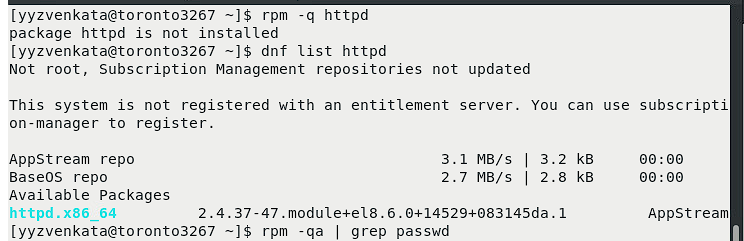 [yyzvenkata@toronto3267 ~]$ rpm -q httpd
package httpd is not installed
[yyzvenkata@toronto3267 ~]$ dnf list httpd
Not root, Subscription Management repositories not updated
This system is not registered with an entitlement server. You can use subscripti
on-manager to register.
AppStream repo 3.1 MB/s | 3.2 kB 00:00
BaseOS repo 2.7 MB/s | 2.8 kB 00:00
Available Packages
httpd.x86_64 2.4.37-47.module+el8.6.0+14529+083145da.1 AppStream
[yyzvenkata@toronto3267 ~]$ rpm -qa | grep passwd